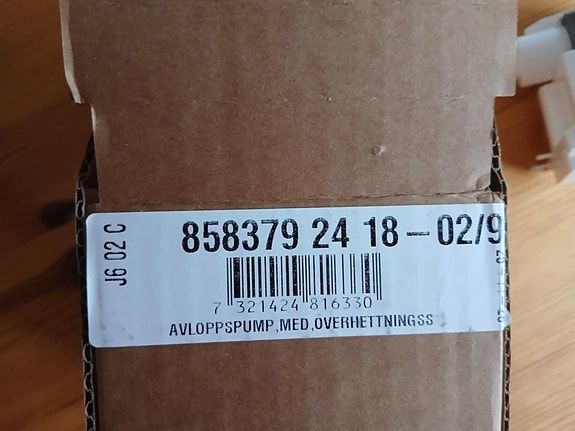 858379 24 18 – 02/9
J6 02 C
7 321424 816330
AVLOPPSPUMP,MED,OVERHETTNINGSS